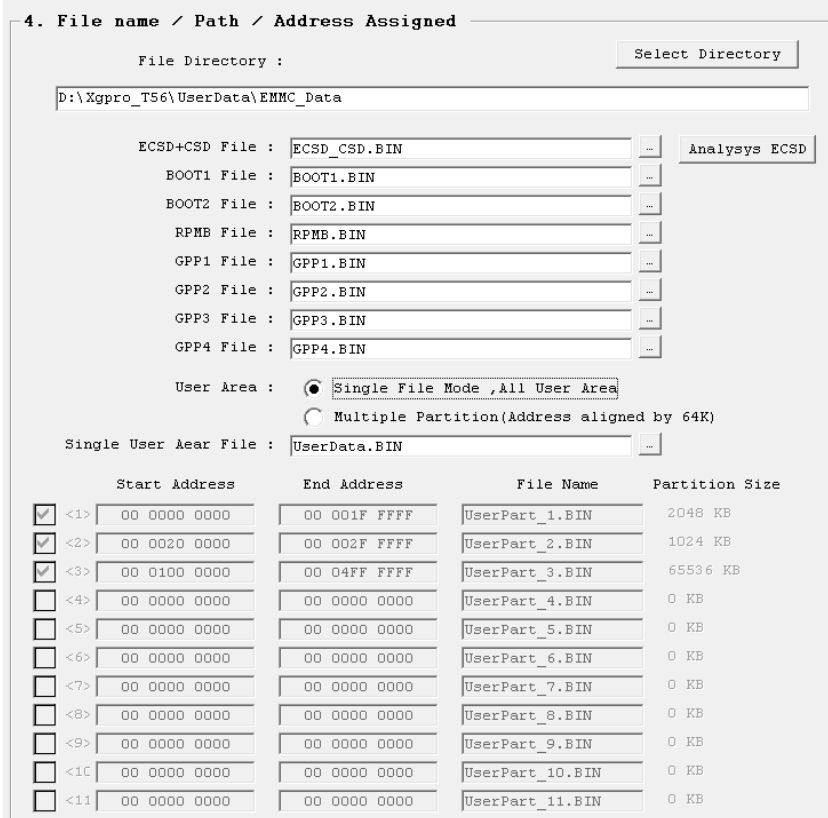 4. File name / Path / Address Assigned
File Directory :
Select Directory
D:\Xgpro_T56\UserData\EMMC_Data
ECSD+CSD File : ECSD_CSD.BIN ... Analysys ECSD
BOOT1 File : BOOT1.BIN ...
BOOT2 File : BOOT2.BIN ...
RPMB File : RPMB.BIN ...
GPP1 File : GPP1.BIN ...
GPP2 File : GPP2.BIN ...
GPP3 File : GPP3.BIN ...
GPP4 File : GPP4.BIN ...
User Area : Single File Mode ,All User Area
Multiple Partition(Address aligned by 64K)
Single User Aear File : UserData.BIN ...
Start Address End Address File Name Partition Size
<1> 00 0000 0000 00 001F FFFF UserPart_1.BIN 2048 KB
<2> 00 0020 0000 00 002F FFFF UserPart_2.BIN 1024 KB
<3> 00 0100 0000 00 04FF FFFF UserPart_3.BIN 65536 KB
<4> 00 0000 0000 00 0000 0000 UserPart_4.BIN 0 KB
<5> 00 0000 0000 00 0000 0000 UserPart_5.BIN 0 KB
<6> 00 0000 0000 00 0000 0000 UserPart_6.BIN 0 KB
<7> 00 0000 0000 00 0000 0000 UserPart_7.BIN 0 KB
<8> 00 0000 0000 00 0000 0000 UserPart_8.BIN 0 KB
<9> 00 0000 0000 00 0000 0000 UserPart_9.BIN 0 KB
<10 00 0000 0000 00 0000 0000 UserPart_10.BIN 0 KB
<11 00 0000 0000 00 0000 0000 UserPart_11.BIN 0 KB